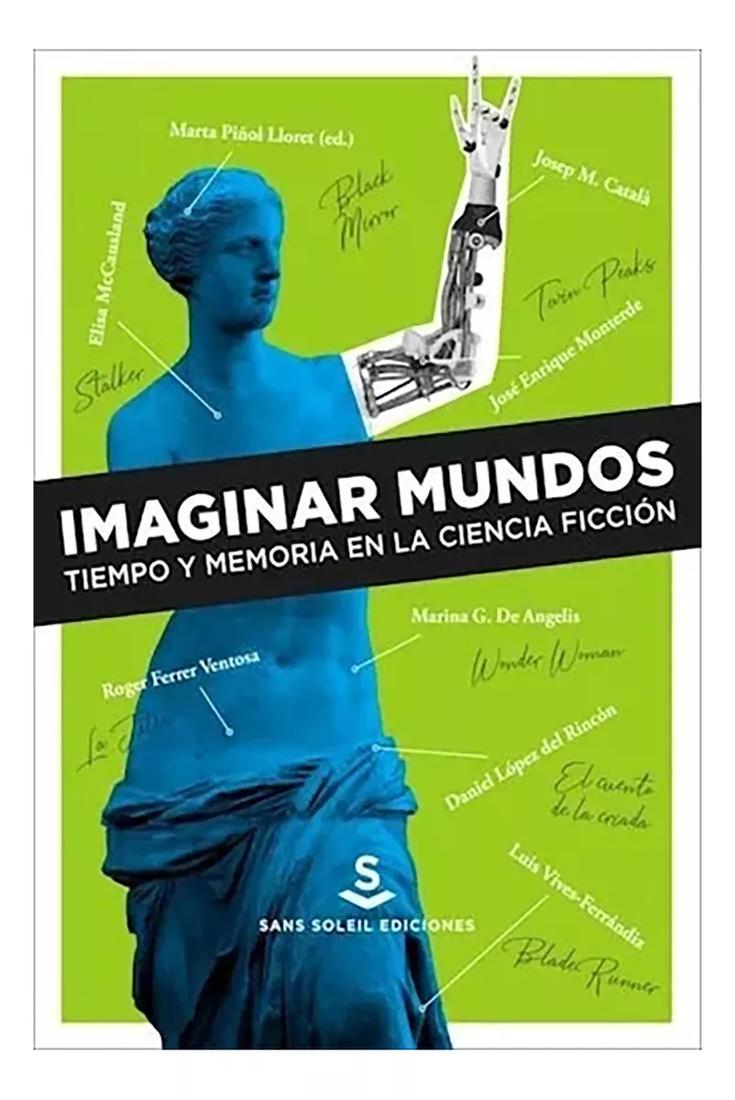 Marta Piñol Lloret (ed.)
Black
Mirror
Josep M. Català
Elisa McCausland
Twin Peaks
José Enrique Monterde
Stalker
IMAGINAR MUNDOS
TIEMPO Y MEMORIA EN LA CIENCIA FICCIÓN
Marina G. De Angelis
Wonder Woman
Roger Ferrer Ventosa
La
Daniel López del Rincón
El cuento
de la criada
Luis Vives-Ferrándiz
S
SANS SOLEIL EDICIONES
Blade Runner